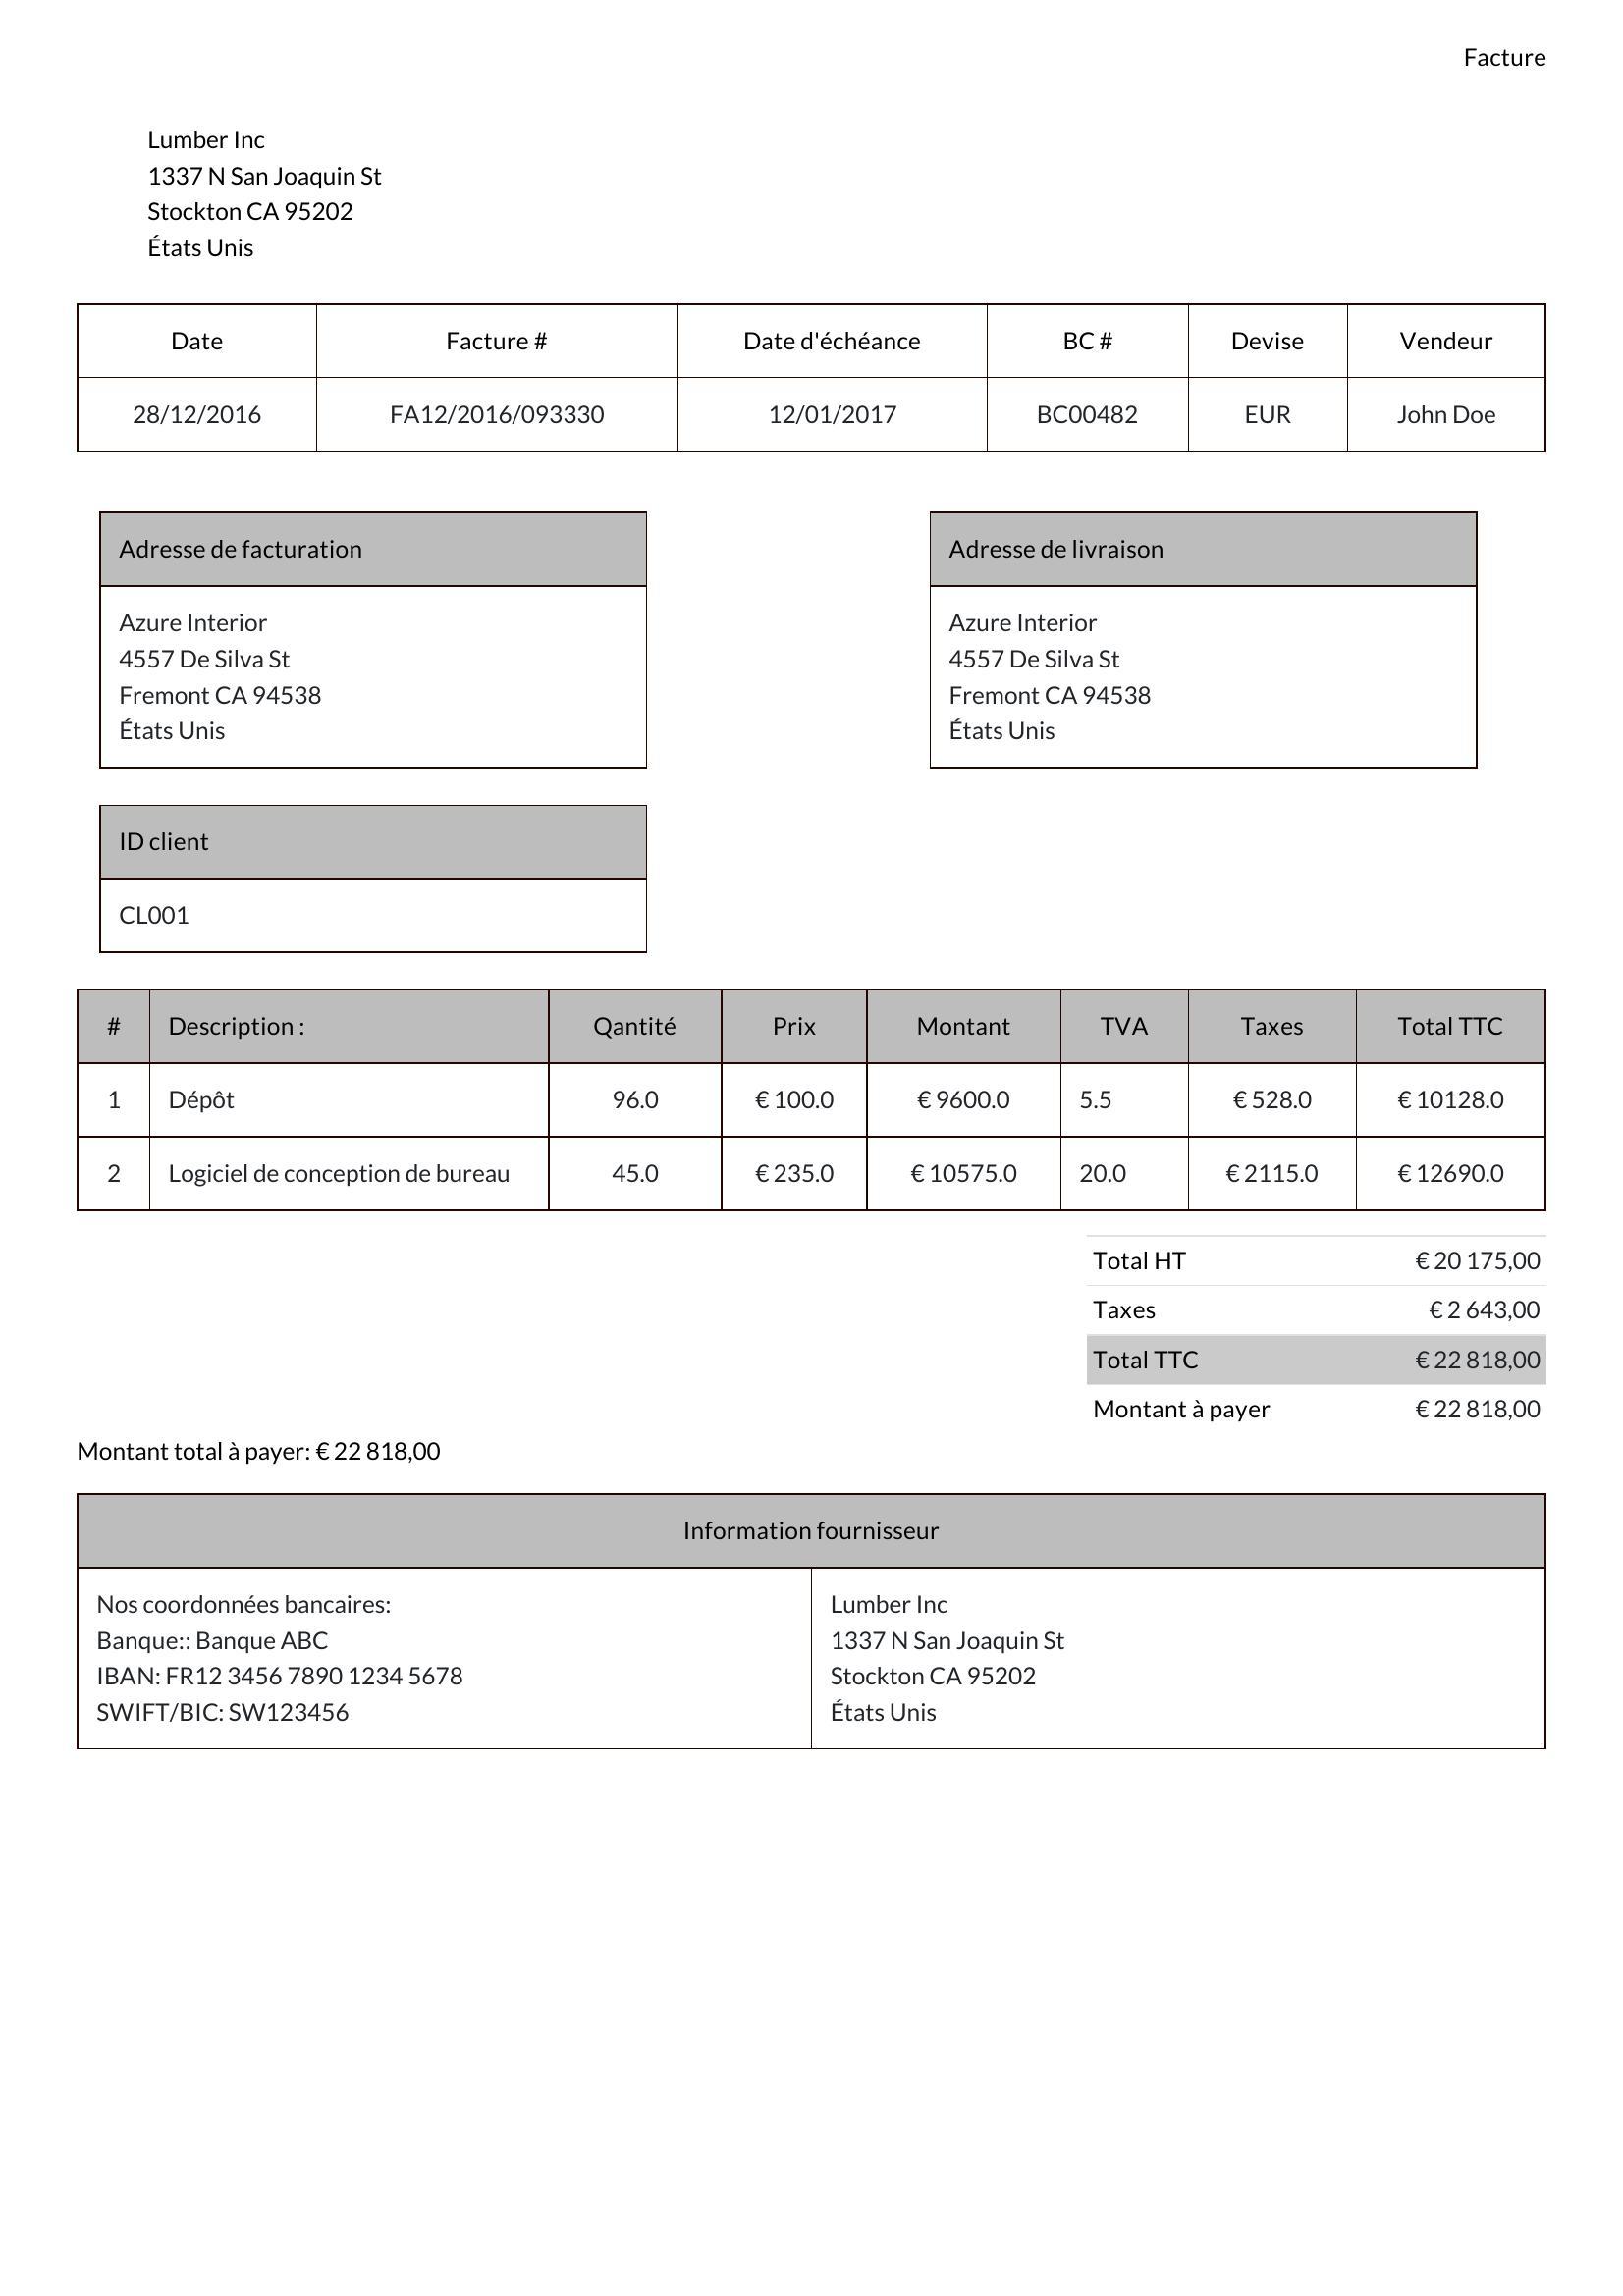 Facture
Lumber Inc
1337 N San Joaquin St
Stockton CA 95202
États Unis
Date Facture # Date d'échéance BC # Devise Vendeur
28/12/2016 FA12/2016/093330 12/01/2017 BC00482 EUR John Doe
Adresse de facturation
Azure Interior
4557 De Silva St
Fremont CA 94538
États Unis
Adresse de livraison
Azure Interior
4557 De Silva St
Fremont CA 94538
États Unis
ID client
CL001
# Description : Qantité Prix Montant TVA Taxes Total TTC
1 Dépôt 96.0 € 100.0 € 9600.0 5.5 € 528.0 € 10128.0
2 Logiciel de conception de bureau 45.0 € 235.0 € 10575.0 20.0 € 2115.0 € 12690.0
Total HT € 20 175,00
Taxes € 2 643,00
Total TTC € 22 818,00
Montant à payer € 22 818,00
Montant total à payer: € 22 818,00
Information fournisseur
Nos coordonnées bancaires:
Banque:: Banque ABC
IBAN: FR12 3456 7890 1234 5678
SWIFT/BIC: SW123456
Lumber Inc
1337 N San Joaquin St
Stockton CA 95202
États Unis